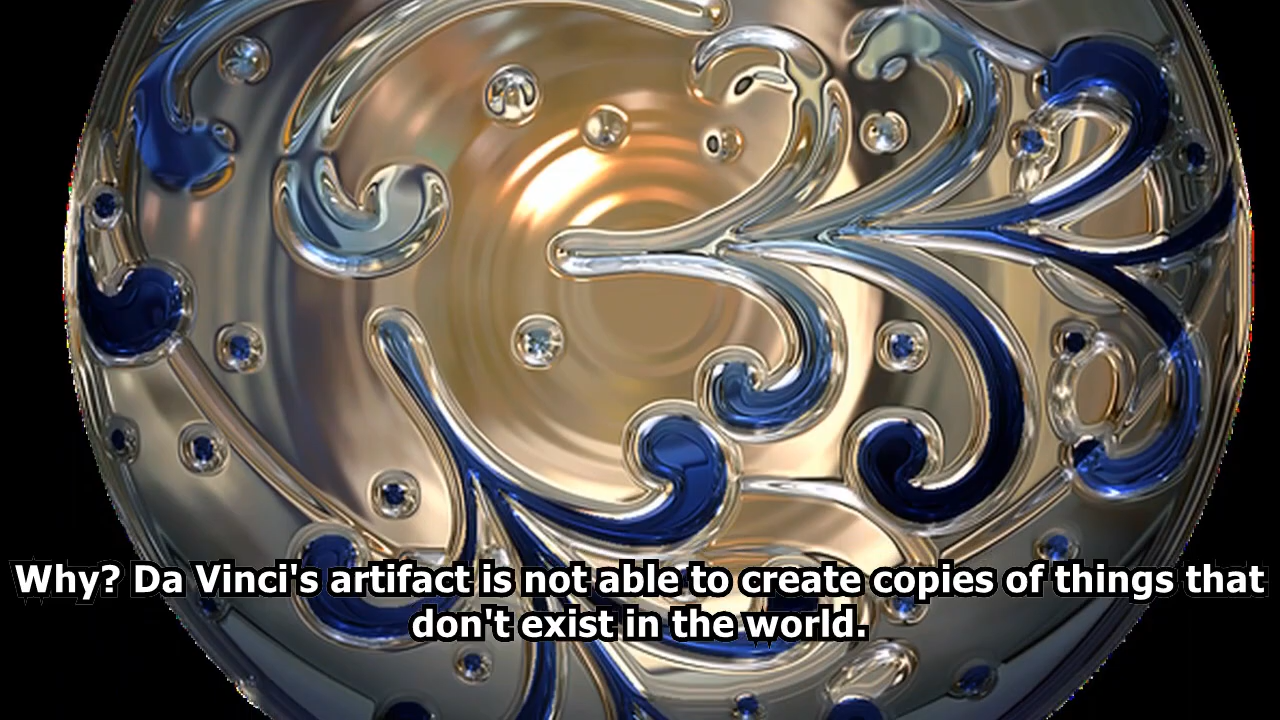 Why? Da Vinci's artifact is not able to create copies of things that
don't exist in the world.